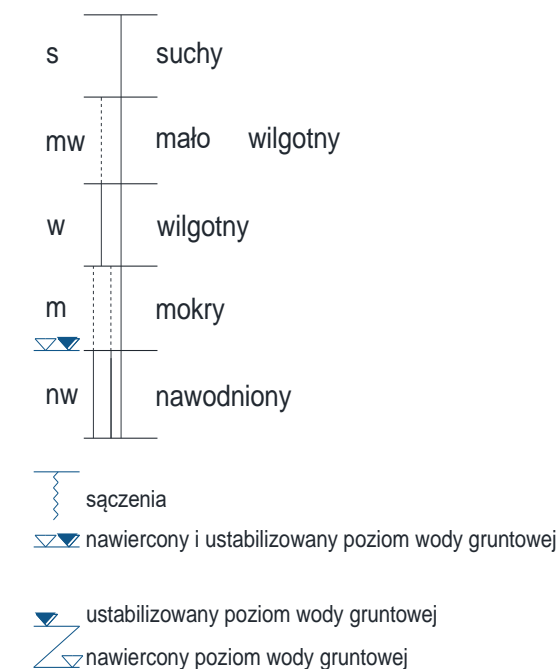 s suchy
mw mało wilgotny
w wilgotny
m mokry
nw nawodniony
sączenia
nawiercony i ustabilizowany poziom wody gruntowej
ustabilizowany poziom wody gruntowej
nawiercony poziom wody gruntowej